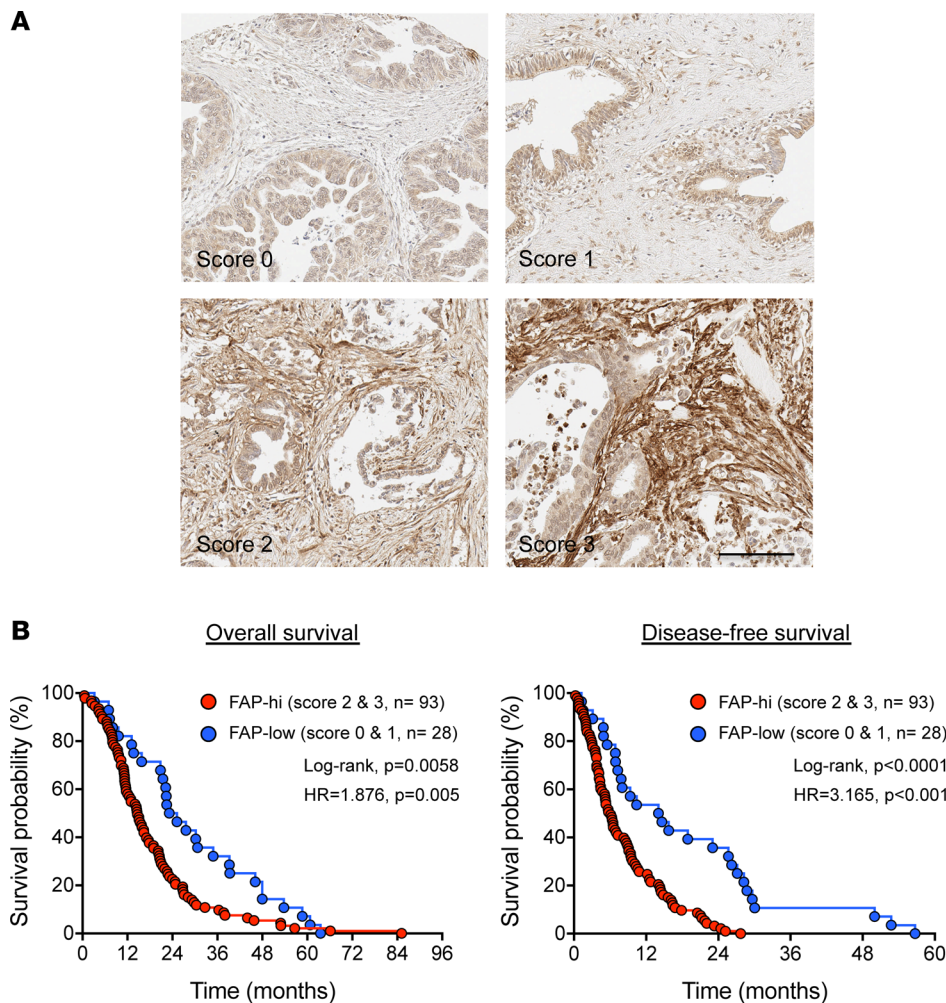 A
Score 0
Score 1
Score 2
Score 3
B
Overall survival
Survival probability (%)
100
80
60
40
20
0
FAP-hi (score 2 & 3, n= 93)
FAP-low (score 0 & 1, n= 28)
Log-rank, p=0.0058
HR=1.876, p=0.005
0 12 24 36 48 60 72 84 96
Time (months)
Disease-free survival
Survival probability (%)
100
80
60
40
20
0
FAP-hi (score 2 & 3, n= 93)
FAP-low (score 0 & 1, n= 28)
Log-rank, p<0.0001
HR=3.165, p<0.001
0 12 24 36 48 60
Time (months)